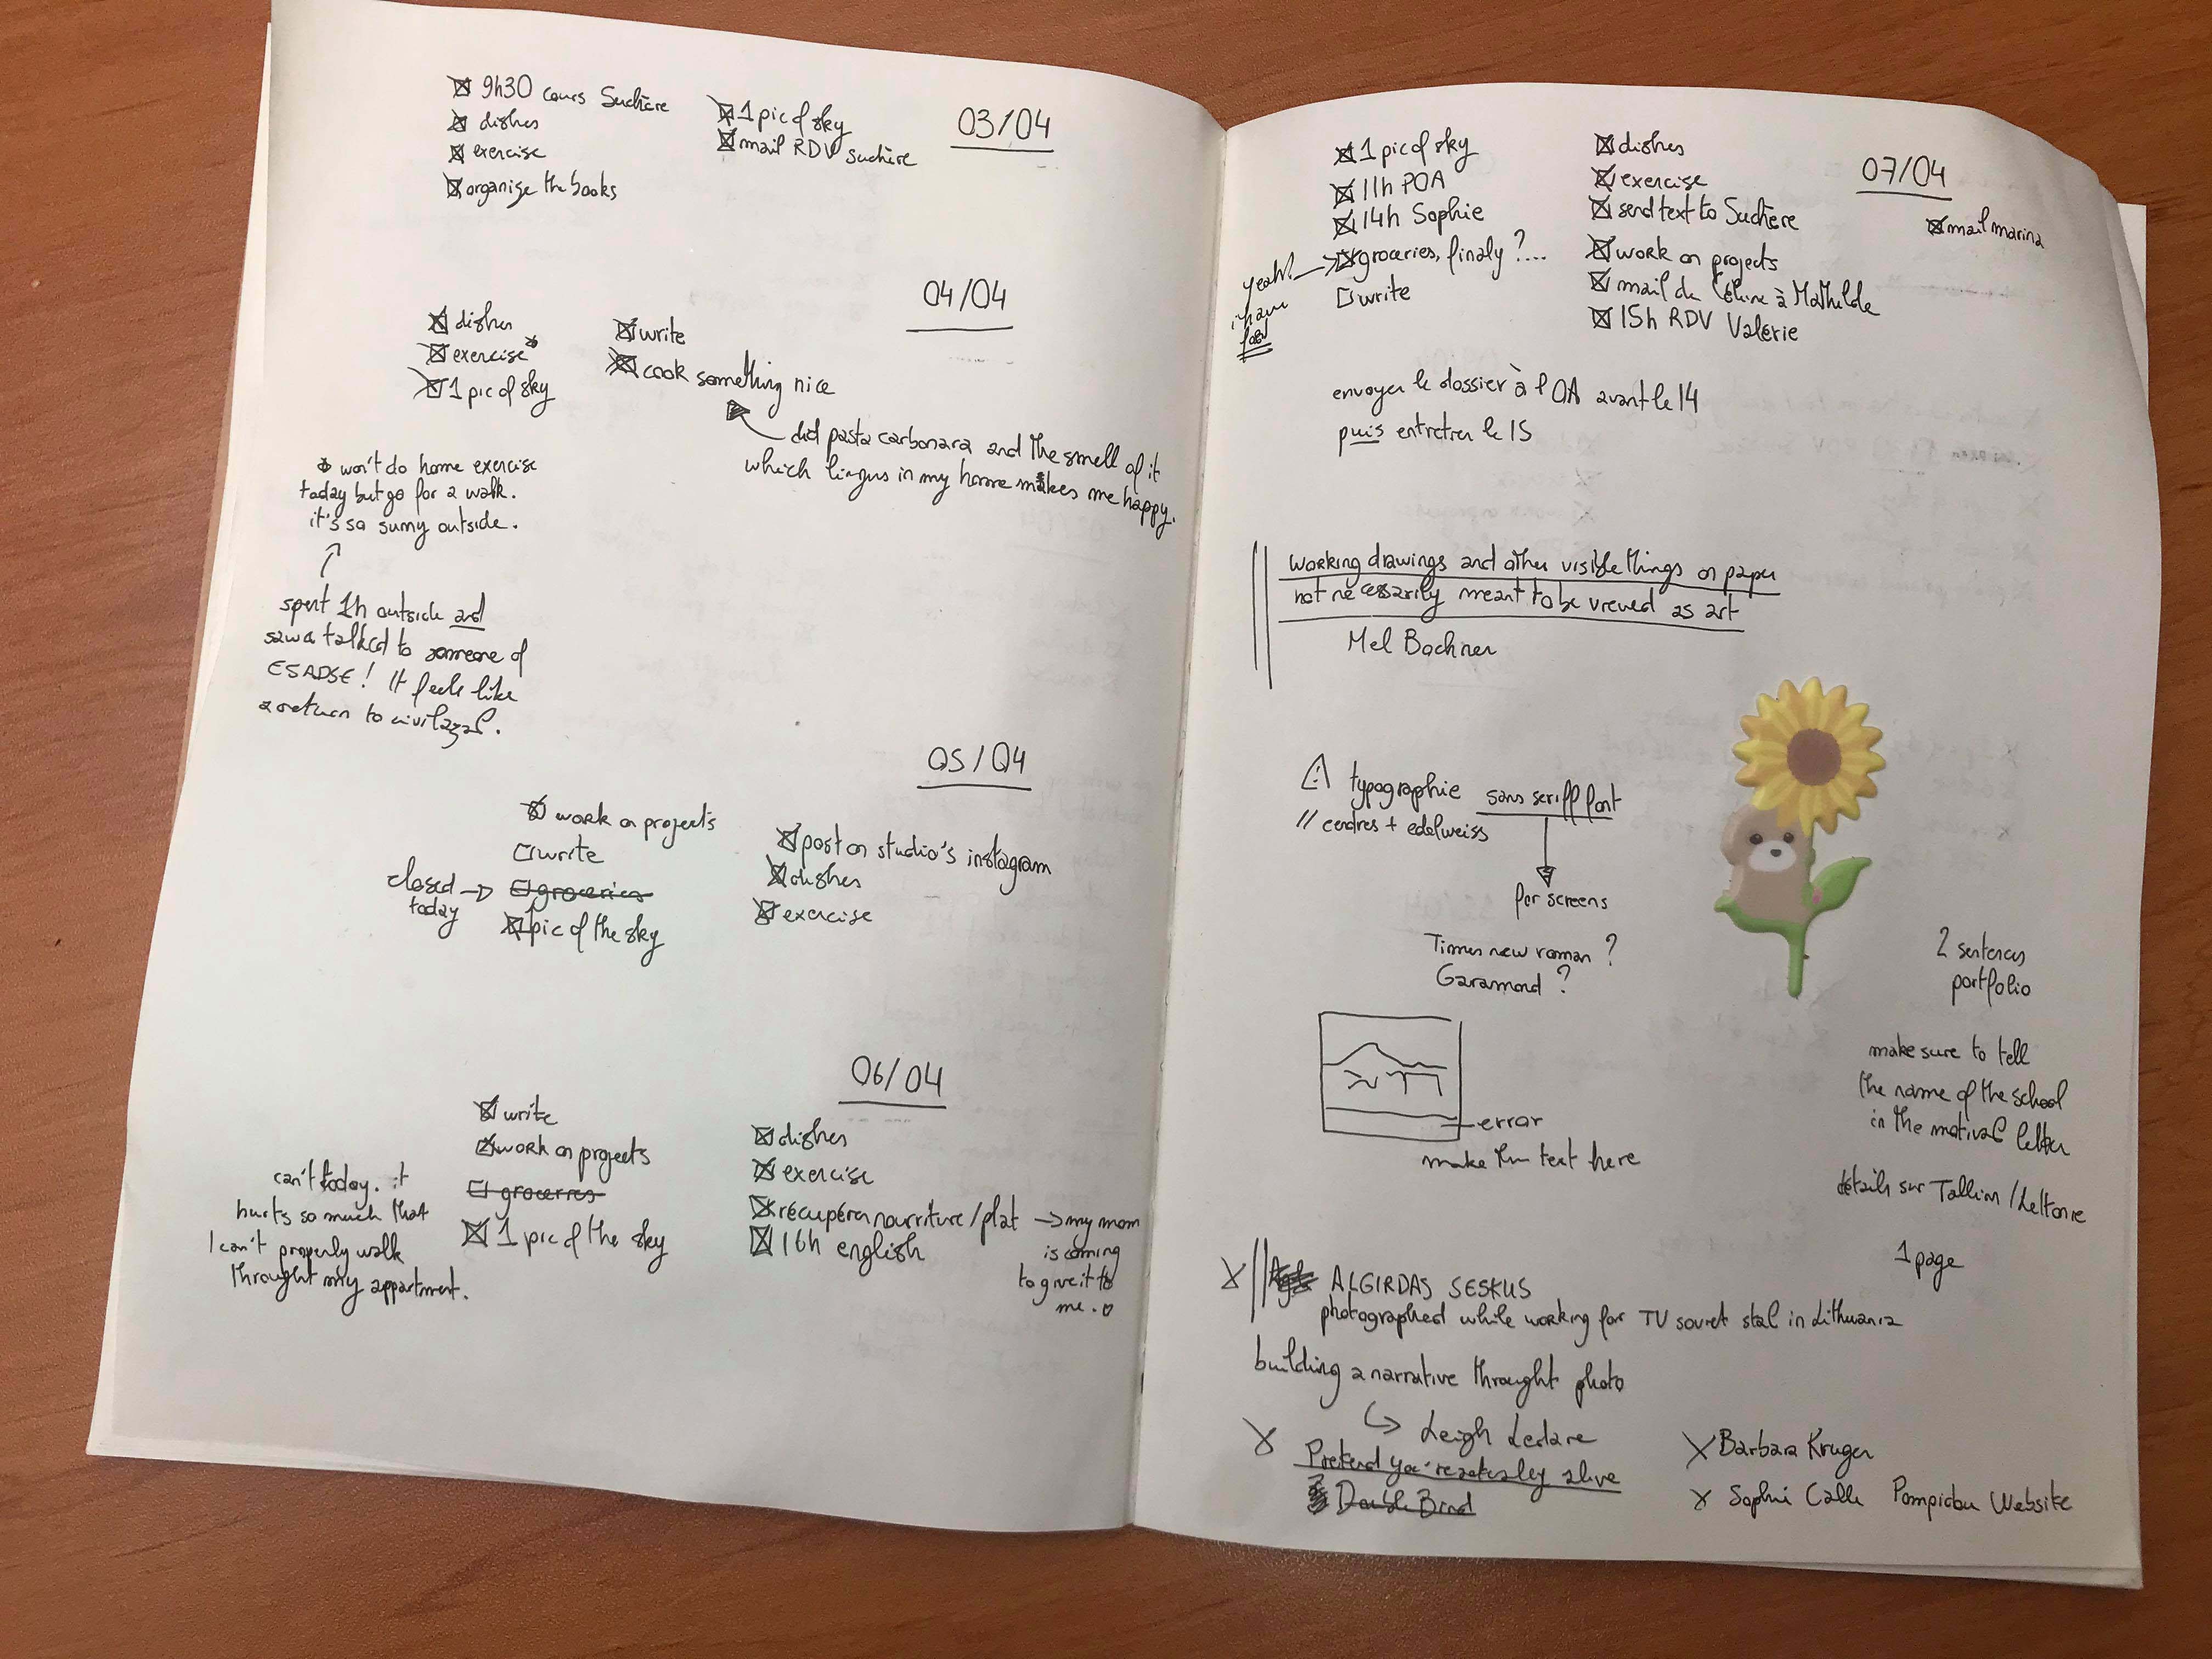 03/04
9h30 cours Suchère
dishes
exercise
organize the books
1 pic of sky
mail RDV suchère
04/04
dishes
exercise*
1 pic of sky
write
cook something nice
did pasta carbonara and the smell of it
which lingus in my home makes me happy.
* won't do home exercise
today but go for a walk.
it's so sunny outside.
spent 1h outside and
talked to someone of
ESADSE! It feels like
a return to
05/04
work on projects
write
closed today
groceries
1 pic of the sky
post on studio's instagram
dishes
exercise
06/04
write
work on projects
groceries
can't today. it
hurts so much that
I can't properly walk
throught my appartment.
1 pic of the sky
dishes
exercise
récupérer nourriture/plat
my mom
is coming
to give it to
me.
16h english
07/04
1 pic of sky
11h POA
14h Sophie
groceries, finaly?...
yeah!
i have
food
write
dishes
exercise
send text to Suchère
work on projects
mail de Céline à Mathilde
15h RDV Valérie
mail marina
envoyer le dossier à POA avant le 14
puis entretien le 15
working drawings and other visible things on paper
not necessarily meant to be viewed as art
Mel Bochner
typographie sans seriff font
// cendres + edelweiss
for screens
Times new roman ?
Garamond ?
error
make text here
2 sentences
portfolio
make sure to tell
the name of the school
in the letter
détails sur Tallinn/Lettonie
1 page
ALGIRDAS SESKUS
photographed while working for TV soviet in Lithuania
building a narrative throught photo
Leigh Ledare
Pretend you're actually alive
Double Bind
Barbara Kruger
Sophie Calle Pompidou Website